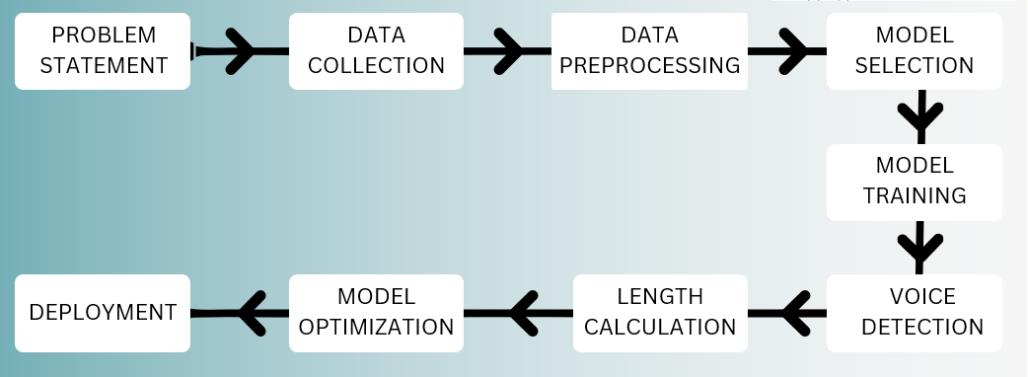 PROBLEM
STATEMENT
DATA
COLLECTION
DATA
PREPROCESSING
MODEL
SELECTION
MODEL
TRAINING
VOICE
DETECTION
LENGTH
CALCULATION
MODEL
OPTIMIZATION
DEPLOYMENT